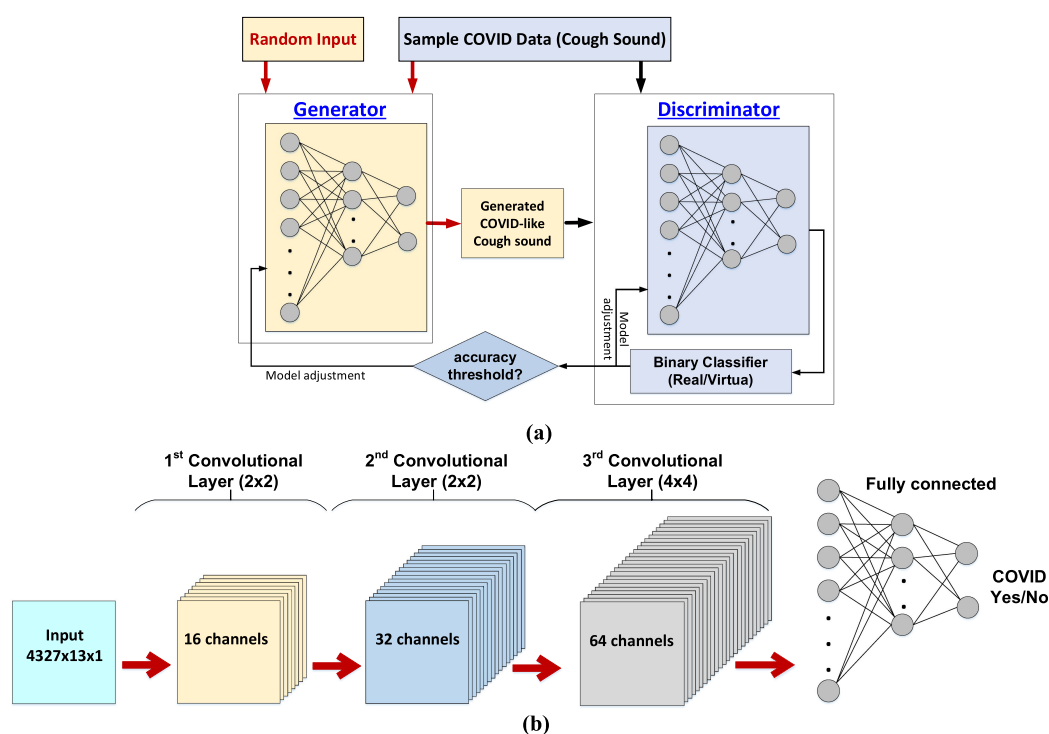 Random Input
Sample COVID Data (Cough Sound)
Generator
Discriminator
Generated
COVID-like
Cough sound
Model
adjustment
accuracy
threshold?
Model adjustment
Binary Classifier
(Real/Virtua)
(a)
1st Convolutional
Layer (2x2)
2nd Convolutional
Layer (2x2)
3rd Convolutional
Layer (4x4)
Fully connected
Input
4327x13x1
16 channels
32 channels
64 channels
COVID
Yes/No
(b)